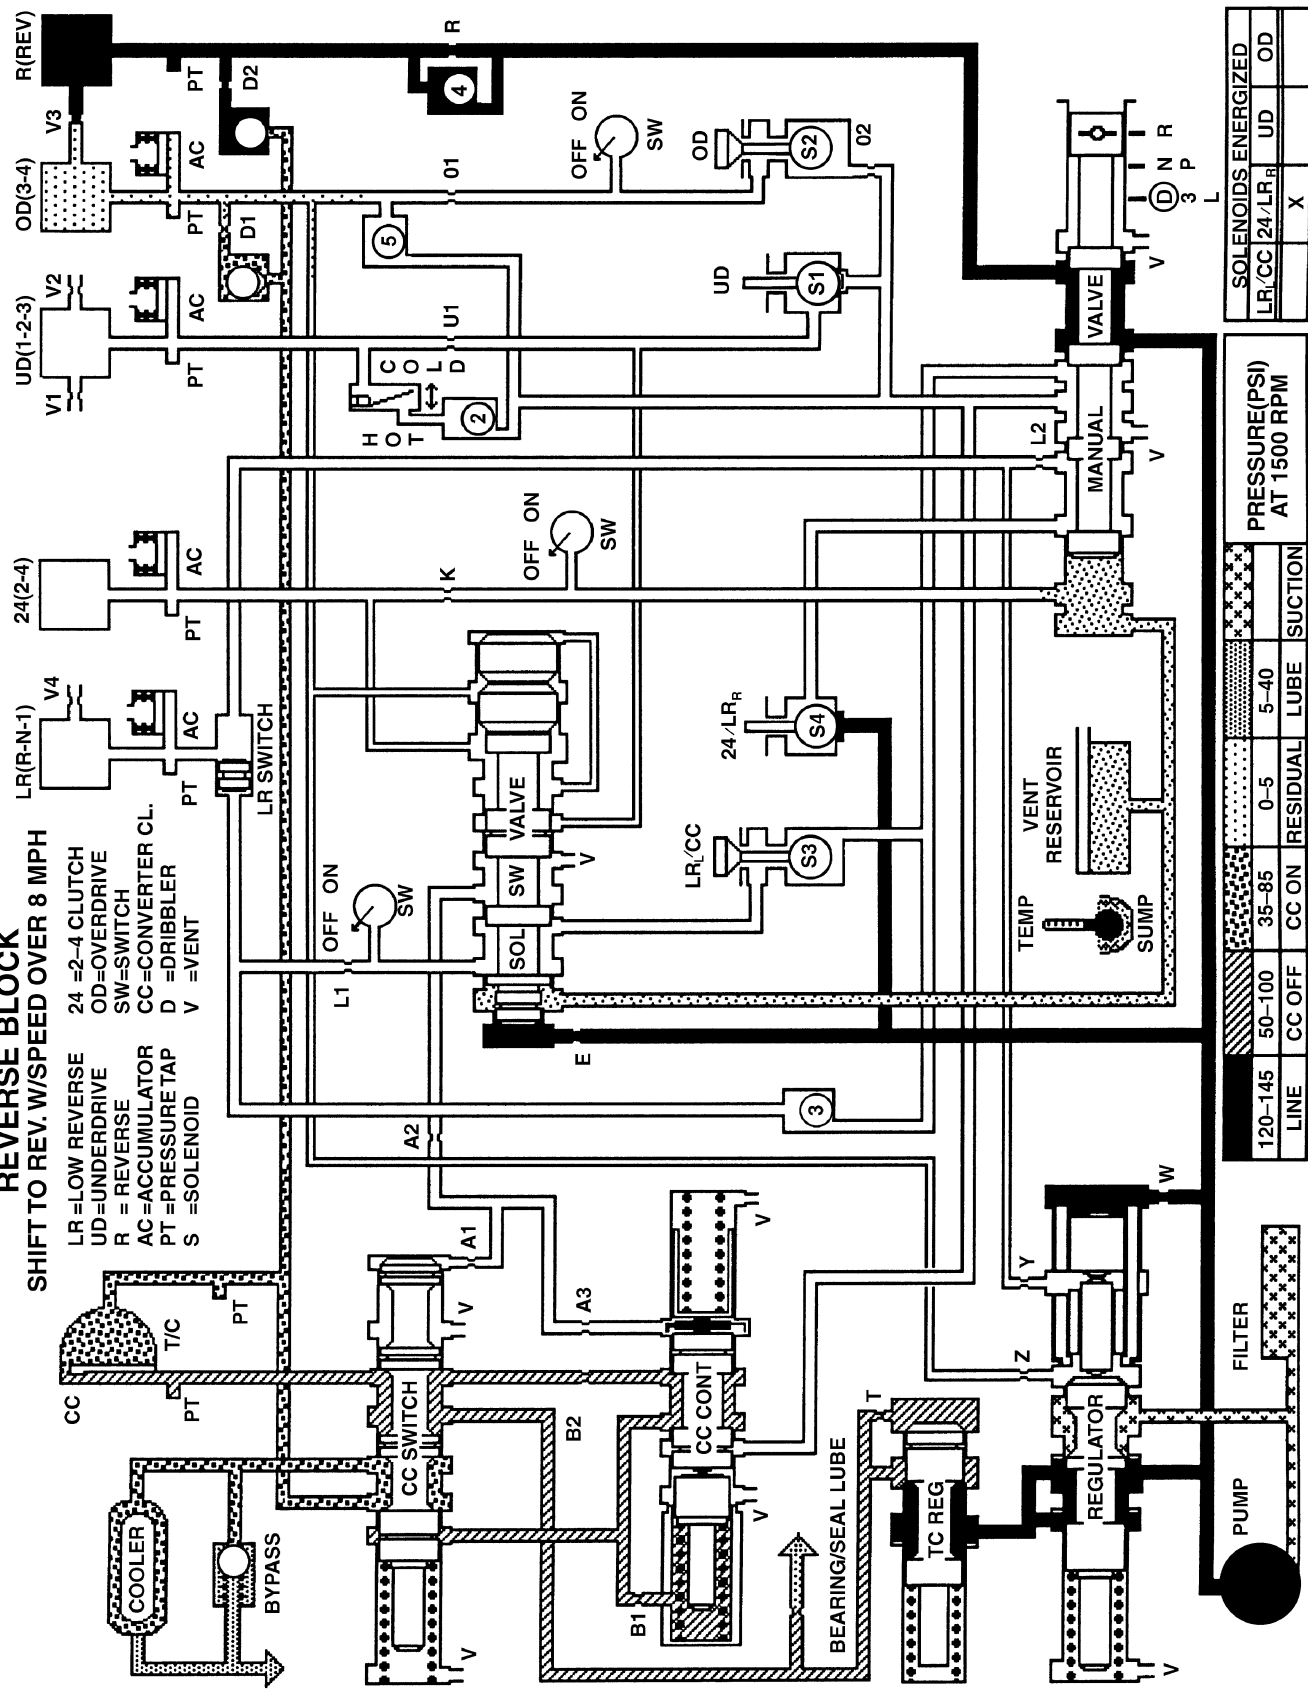 REVERSE BLOCK
SHIFT TO REV. W/SPEED OVER 8 MPH
LR =LOW REVERSE
UD=UNDERDRIVE
R = REVERSE
AC=ACCUMULATOR
PT =PRESSURE TAP
S =SOLENOID
24 =2–4 CLUTCH
OD=OVERDRIVE
SW=SWITCH
CC=CONVERTER CL.
D =DRIBBLER
V =VENT
LR(R-N-1)
V4
24(2-4)
UD(1-2-3)
V1
V2
OD(3-4)
V3
R(REV)
AC
PT
AC
PT
AC
PT
AC
PT
PT
D1
D2
LR SWITCH
CC
T/C
PT
PT
COOLER
BYPASS
HOT
COLD
2
5
4
K
U1
01
R
OFF ON
SW
OFF ON
SW
OFF ON
SW
L1
A2
A1
A3
CC SWITCH
V
V
B2
B1
CC CONT
V
V
SOL SW VALVE
V
E
LRL/CC
S3
24/LRR
S4
UD
S1
OD
S2
02
3
BEARING/SEAL LUBE
T
TC REG
REGULATOR
V
Z
Y
W
PUMP
FILTER
TEMP
SUMP
VENT
RESERVOIR
MANUAL VALVE
L2
V
V
D N R
3 P
L
120–145
LINE
50–100
CC OFF
35–85
CC ON
0–5
RESIDUAL
5–40
LUBE
SUCTION
PRESSURE(PSI)
AT 1500 RPM
SOLENOIDS ENERGIZED
LRL/CC 24/LRR UD OD
X